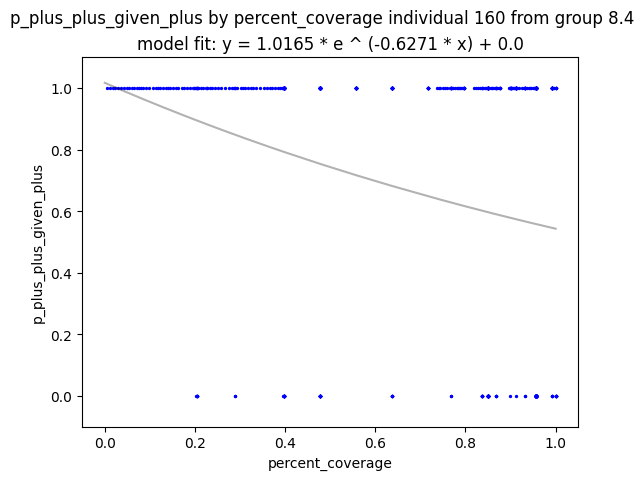 p_plus_plus_given_plus by percent_coverage individual 160 from group 8.4
model fit: y = 1.0165 * e ^ (-0.6271 * x) + 0.0
1.0
0.8
0.6
0.4
0.2
0.0
p_plus_plus_given_plus
0.0 0.2 0.4 0.6 0.8 1.0
percent_coverage